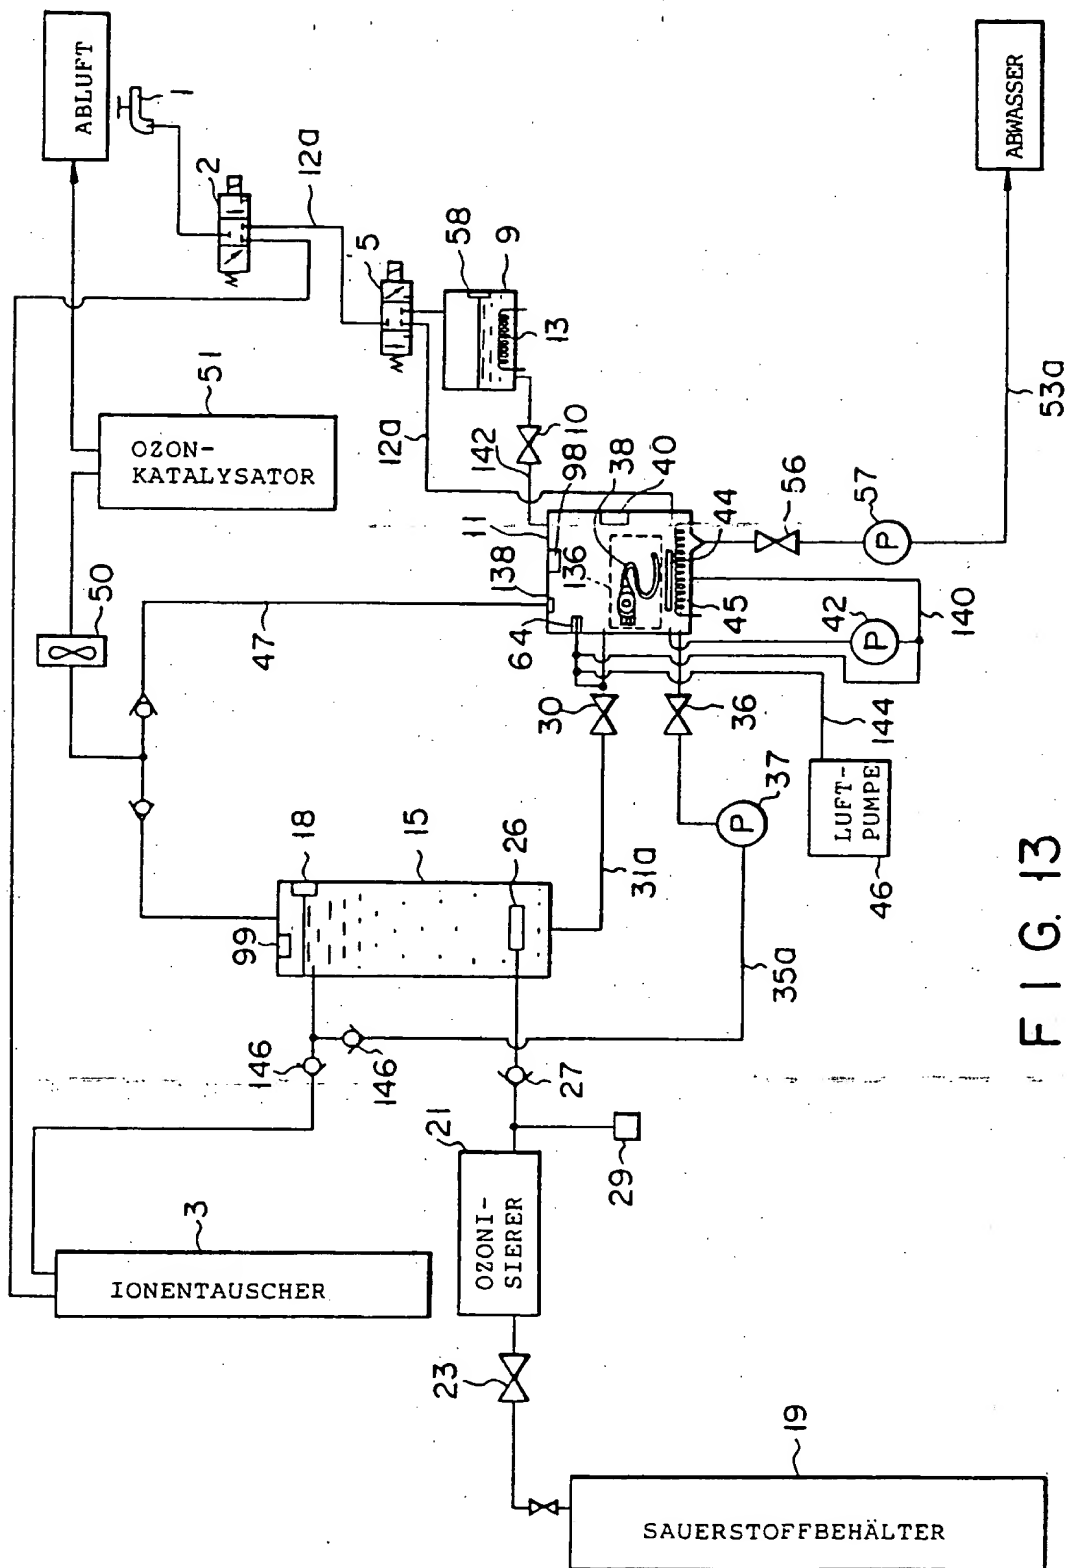 ABLUFT
1
2
12a
5
58
9
13
51
OZON-
KATALYSATOR
50
47
12a
142
10
11
98
138
136
38
40
64
44
45
56
57
P
42
P
140
53a
ABWASSER
30
36
144
37
P
LUFT-
PUMPE
46
31a
35a
18
15
26
99
146
146
27
21
OZONI-
SIERER
29
3
IONENTAUSCHER
23
19
SAUERSTOFFBEHÄLTER
FIG. 13